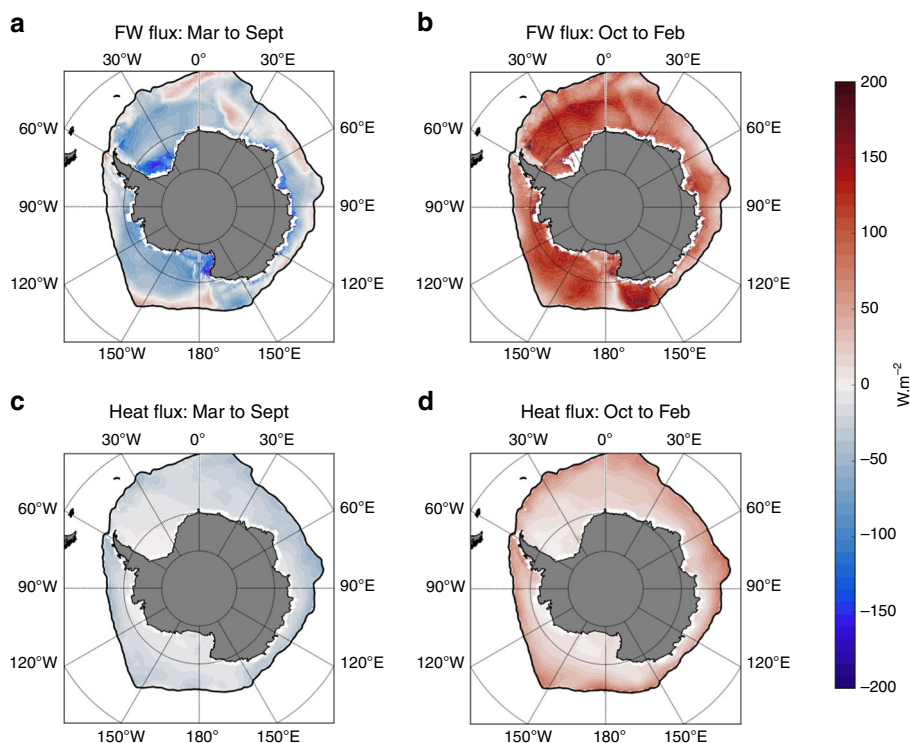 a
FW flux: Mar to Sept
30°W 0° 30°E
60°W 60°E
90°W 90°E
120°W 120°E
150°W 180° 150°E
b
FW flux: Oct to Feb
30°W 0° 30°E
60°W 60°E
90°W 90°E
120°W 120°E
150°W 180° 150°E
c
Heat flux: Mar to Sept
30°W 0° 30°E
60°W 60°E
90°W 90°E
120°W 120°E
150°W 180° 150°E
d
Heat flux: Oct to Feb
30°W 0° 30°E
60°W 60°E
90°W 90°E
120°W 120°E
150°W 180° 150°E
200
150
100
50
0
−50
−100
−150
−200
W.m⁻²